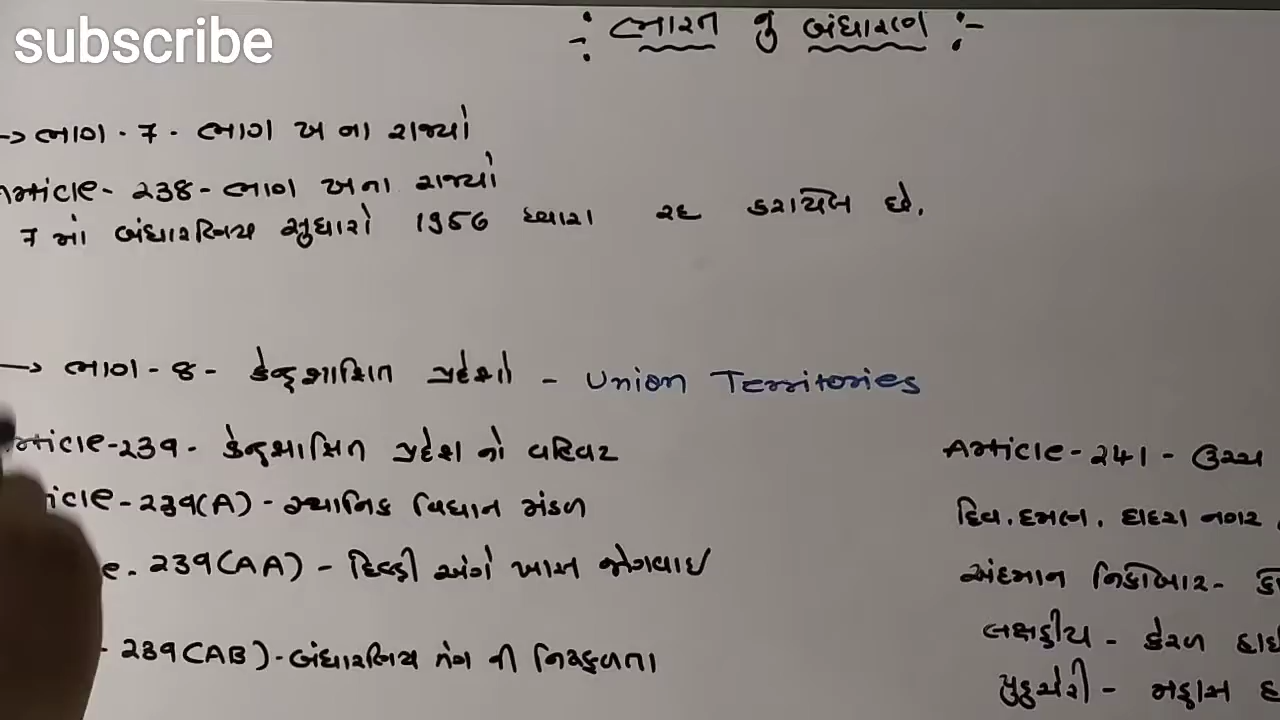 subscribe
:- ભારત નું બંધારણ :-
→ ભાગ - 7 - ભાગ ખ ના રાજ્યો
Article - 238 - ભાગ ખના રાજ્યો
7 માં બંધારણિય સુધારો 1956 ધ્વારા રદ કરાયેલ છે.
→ ભાગ - 8 - કેન્દ્રશાસિત પ્રદેશો - Union Territories
Article - 239 - કેન્દ્રશાસિત પ્રદેશ નો વહિવટ
ticle - 239(A) - સ્થાનિક વિધાન મંડળ
e. 239(AA) - દિલ્હી અંગે ખાસ જોગવાઇ
- 239(AB) - બંધારણિય તંત્ર ની નિષ્ફળતા
Article - 241 - ઉચ્ચ
દિવ. દમણ. દાદરા નગર
અંદમાન નિકોબાર -
લક્ષદ્વીપ - કેરળ હાઈ
પુડુચેરી - મદ્રાસ હ